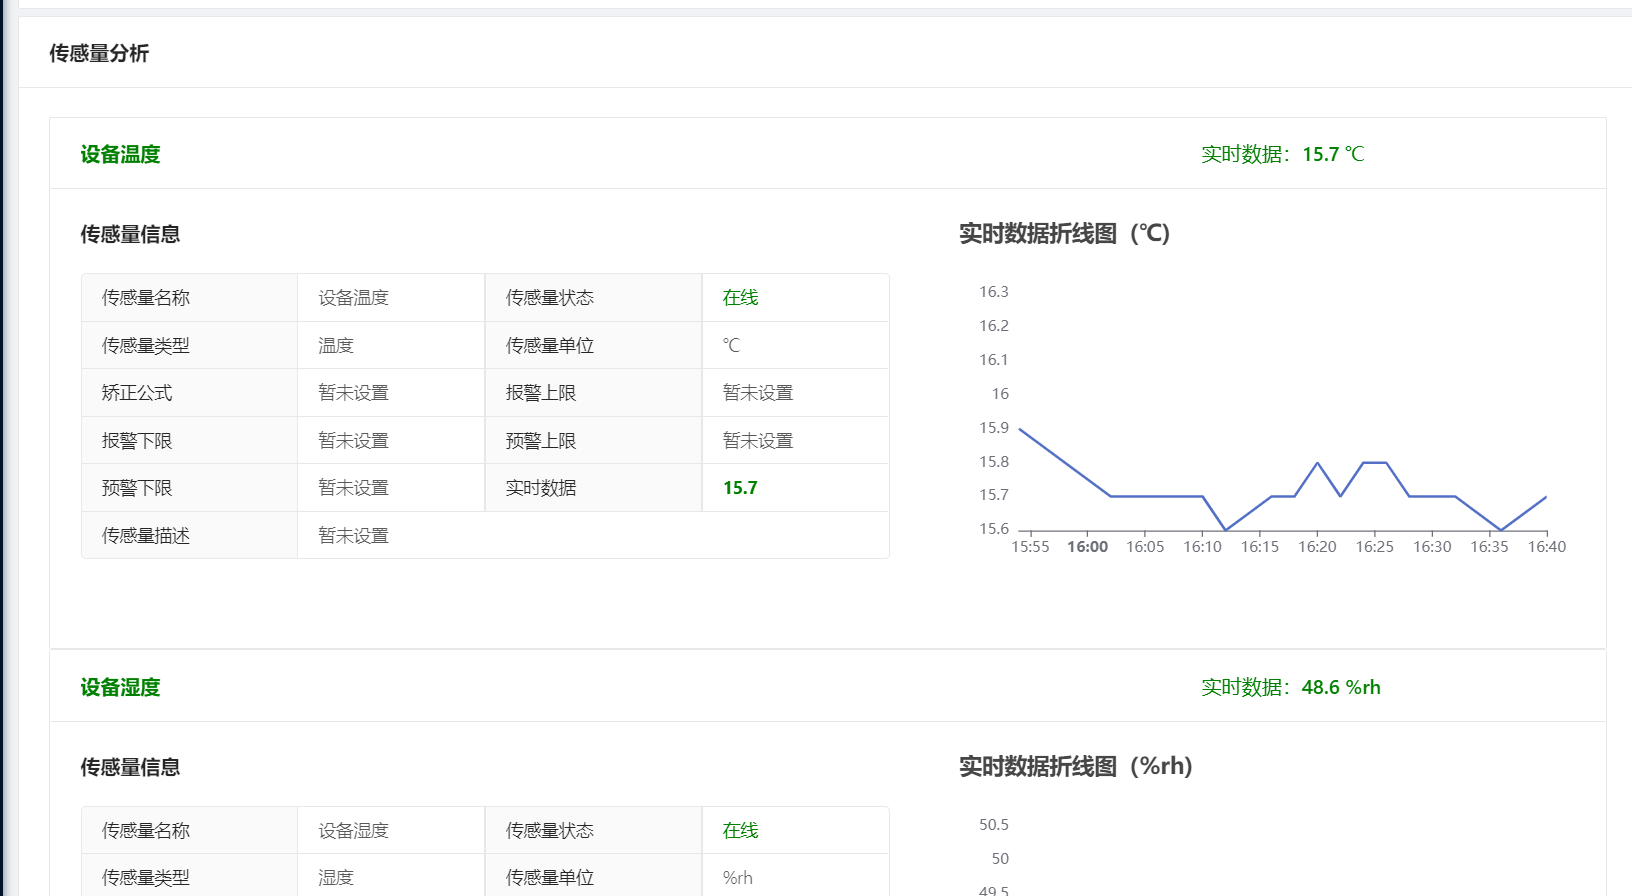 传感量分析
设备温度
实时数据：15.7 ℃
传感量信息
传感量名称 设备温度 传感量状态 在线
传感量类型 温度 传感量单位 ℃
矫正公式 暂未设置 报警上限 暂未设置
报警下限 暂未设置 预警上限 暂未设置
预警下限 暂未设置 实时数据 15.7
传感量描述 暂未设置
实时数据折线图（℃）
16.3
16.2
16.1
16
15.9
15.8
15.7
15.6
15:55 16:00 16:05 16:10 16:15 16:20 16:25 16:30 16:35 16:40
设备湿度
实时数据：48.6 %rh
传感量信息
传感量名称 设备湿度 传感量状态 在线
传感量类型 湿度 传感量单位 %rh
实时数据折线图（%rh）
50.5
50
49.5